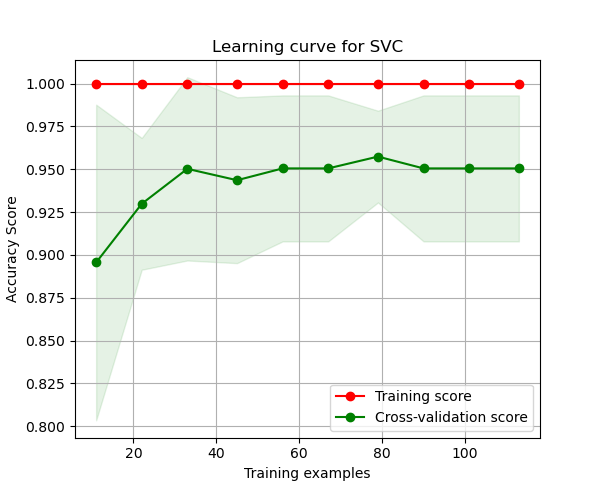 Learning curve for SVC
1.000
0.975
0.950
0.925
0.900
0.875
0.850
0.825
0.800
Accuracy Score
20
40
60
80
100
Training examples
Training score
Cross-validation score